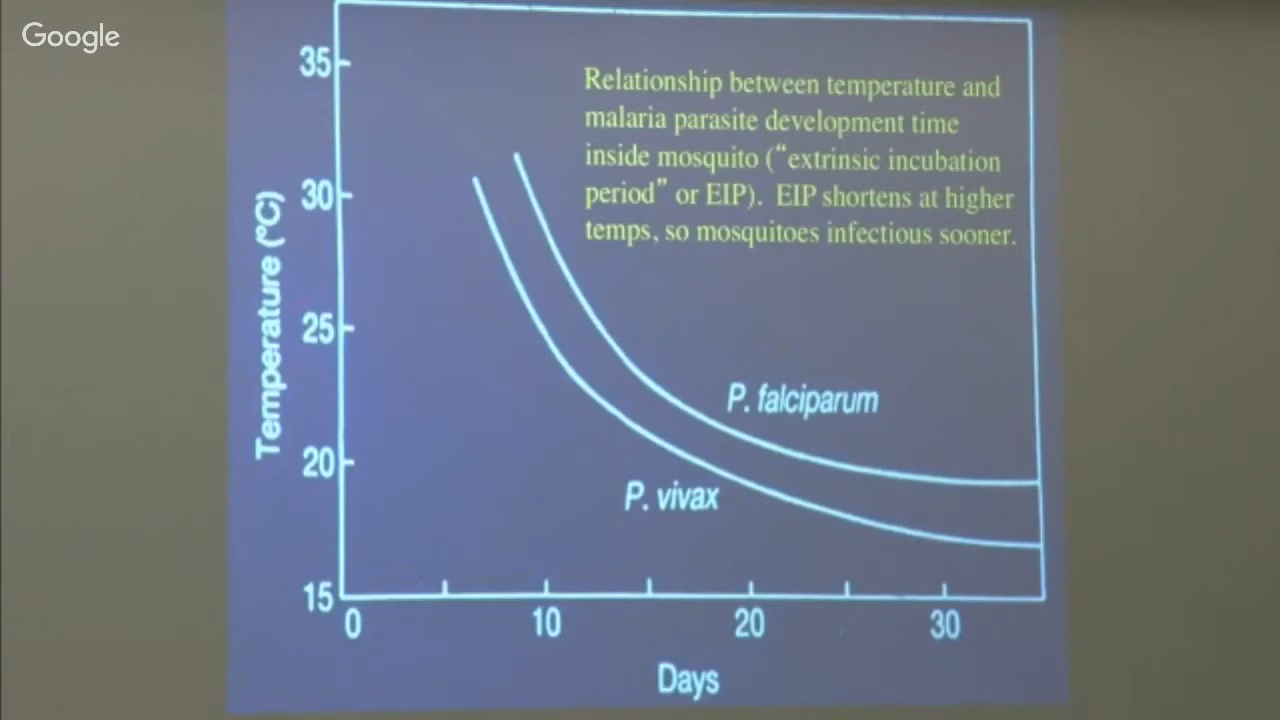 Google
35
30
25
20
15
Temperature (°C)
Relationship between temperature and
malaria parasite development time
inside mosquito (“extrinsic incubation
period” or EIP). EIP shortens at higher
temps, so mosquitoes infectious sooner.
P. falciparum
P. vivax
0 10 20 30
Days